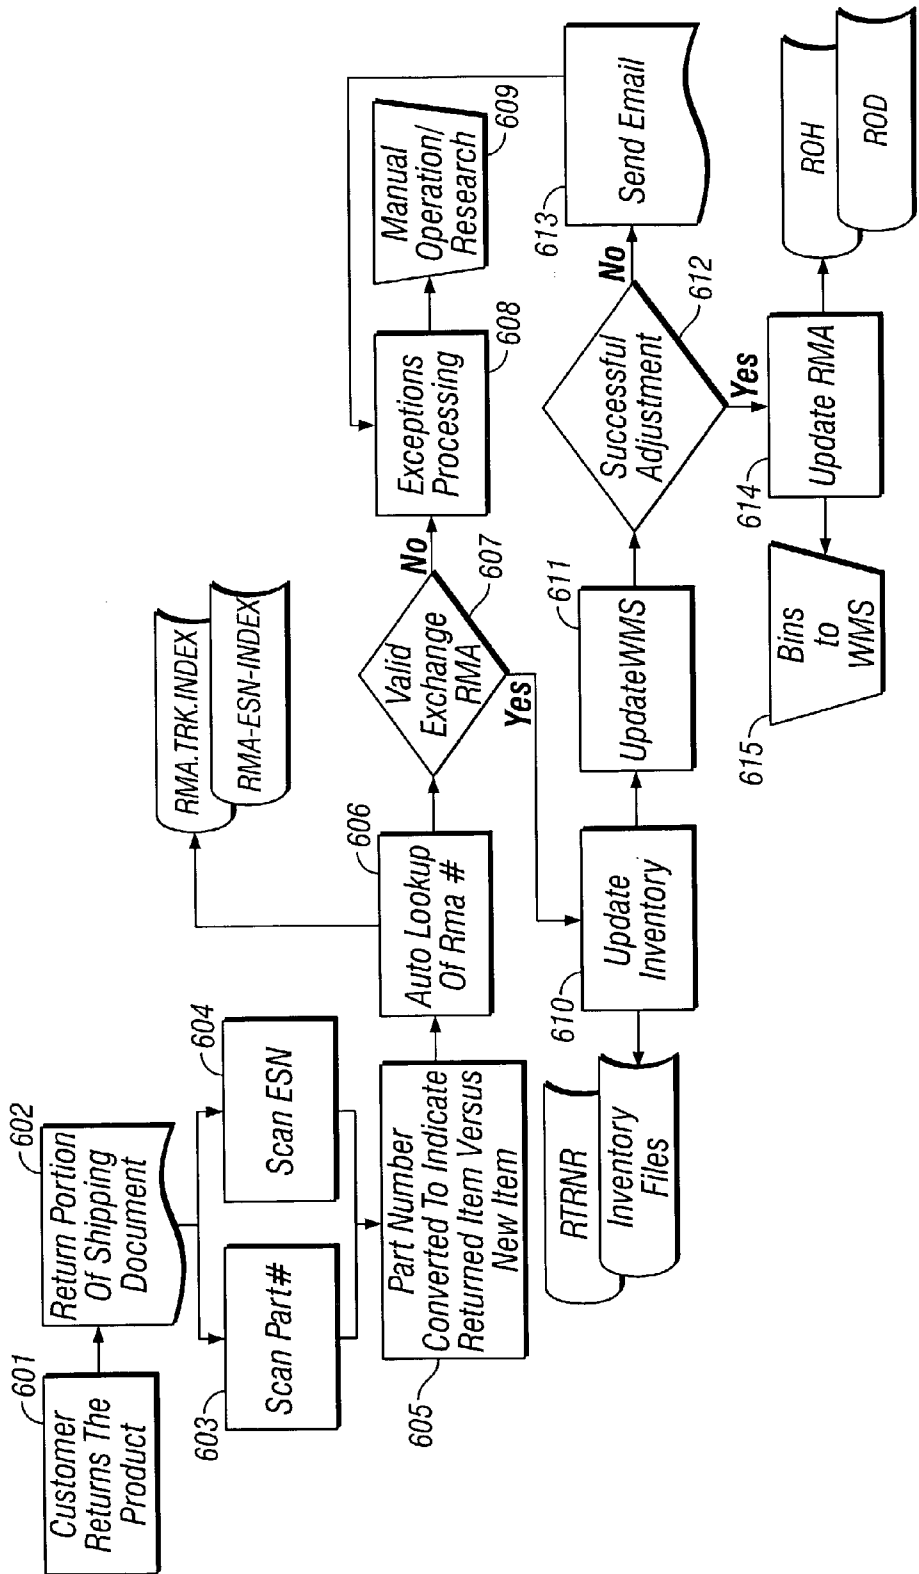 601
Customer
Returns The
Product
602
Return Portion
Of Shipping
Document
603
Scan Part#
604
Scan ESN
605
Part Number
Converted To Indicate
Returned Item Versus
New Item
606
Auto Lookup
Of Rma #
RMA.TRK.INDEX
RMA-ESN-INDEX
607
Valid
Exchange
RMA
No
Yes
608
Exceptions
Processing
609
Manual
Operation/
Research
610
Update
Inventory
RTRNR
Inventory
Files
611
UpdateWMS
612
Successful
Adjustment
No
Yes
613
Send Email
614
Update RMA
ROH
ROD
615
Bins
to
WMS